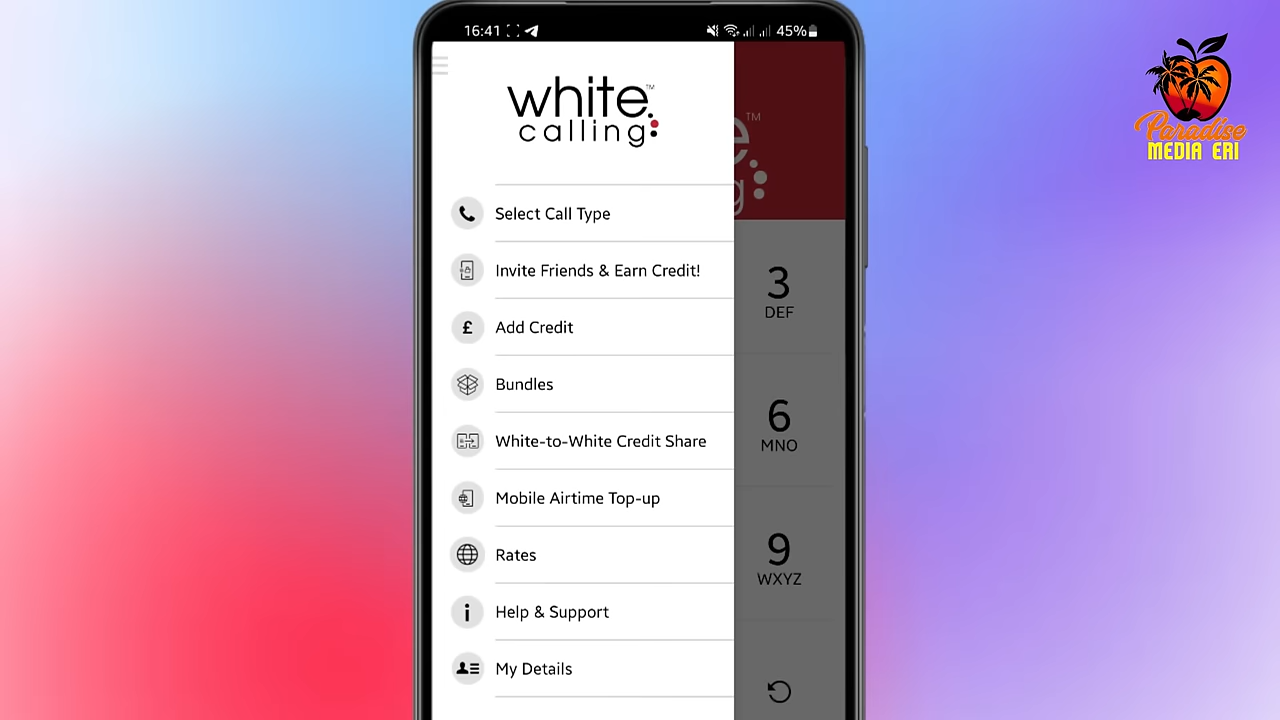 16:41
45%
white.™
calling
TM
Select Call Type
Invite Friends & Earn Credit!
£
Add Credit
3
DEF
Bundles
6
MNO
White-to-White Credit Share
Mobile Airtime Top-up
9
WXYZ
Rates
i
Help & Support
My Details
Paradise
MEDIA ERI